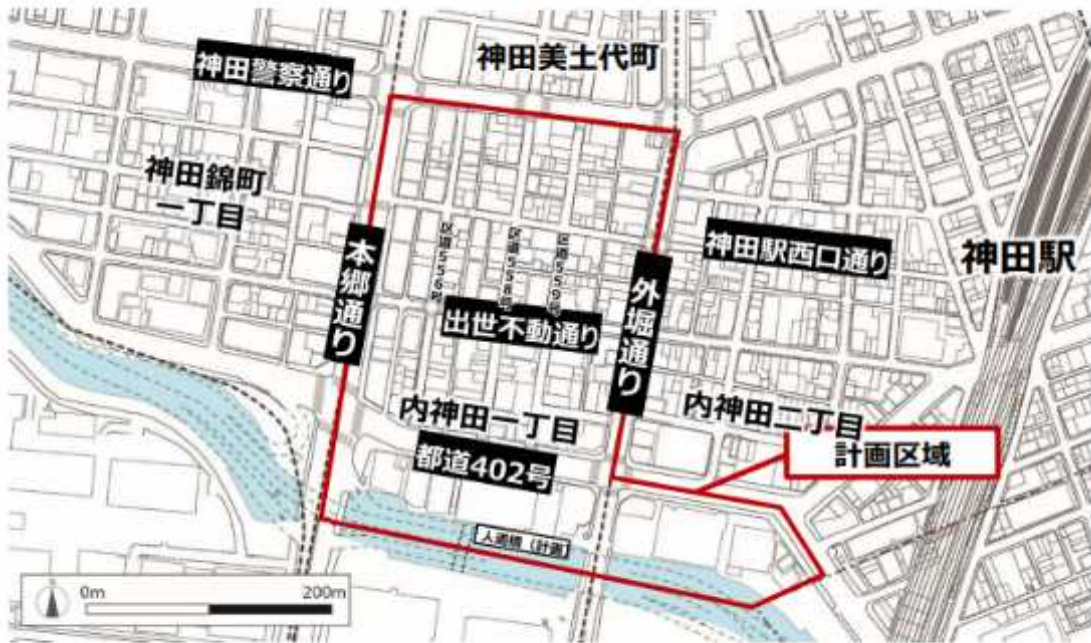 神田美土代町
神田警察通り
神田錦町
一丁目
本郷通り
区道556号
区道558号
区道559号
出世不動通り
外堀通り
神田駅西口通り
神田駅
内神田一丁目
内神田二丁目
計画区域
都道402号
人道橋（計画）
0m
200m